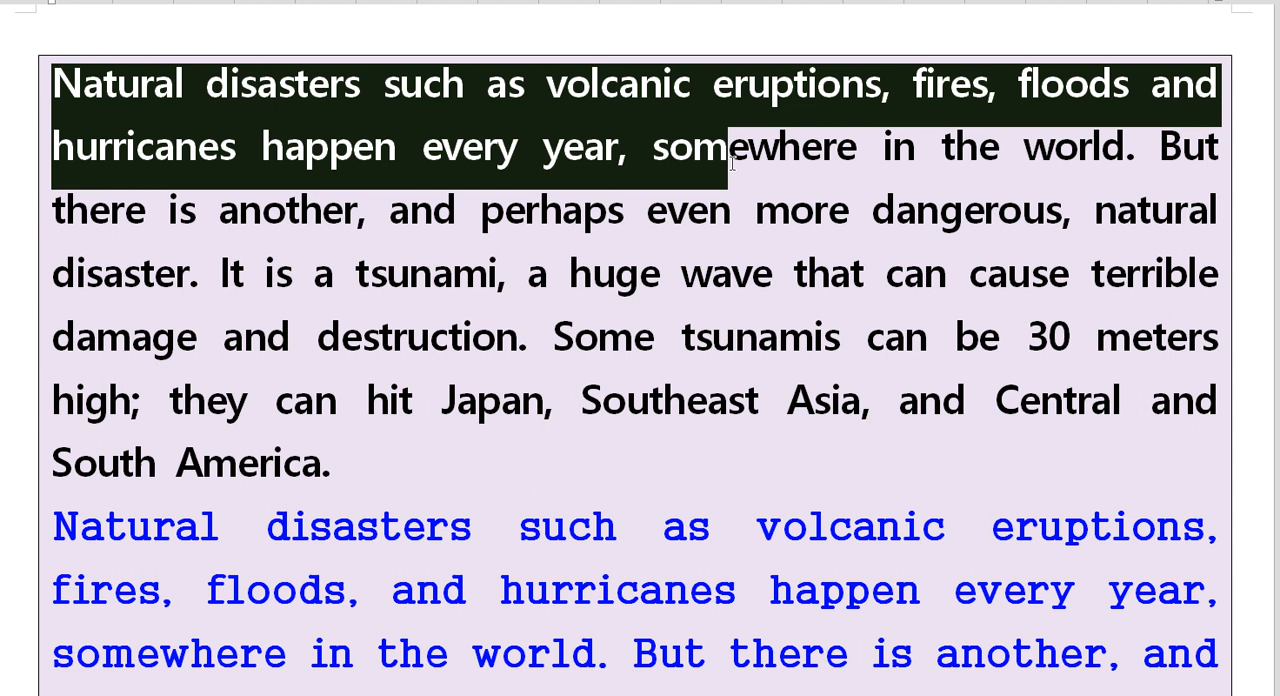 Natural disasters such as volcanic eruptions, fires, floods and
hurricanes happen every year, somewhere in the world. But
there is another, and perhaps even more dangerous, natural
disaster. It is a tsunami, a huge wave that can cause terrible
damage and destruction. Some tsunamis can be 30 meters
high; they can hit Japan, Southeast Asia, and Central and
South America.
Natural disasters such as volcanic eruptions,
fires, floods, and hurricanes happen every year,
somewhere in the world. But there is another, and